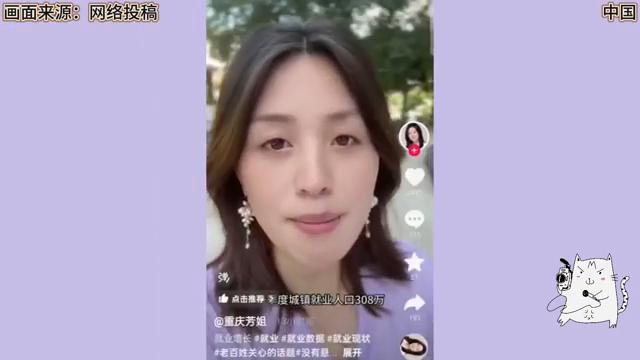 画面来源：网络投稿
中国
点击推荐
度城镇就业人口308万
@重庆芳姐
就业增长 #就业 #就业数据 #就业现状
#老百姓关心的话题#没有悬... 展开